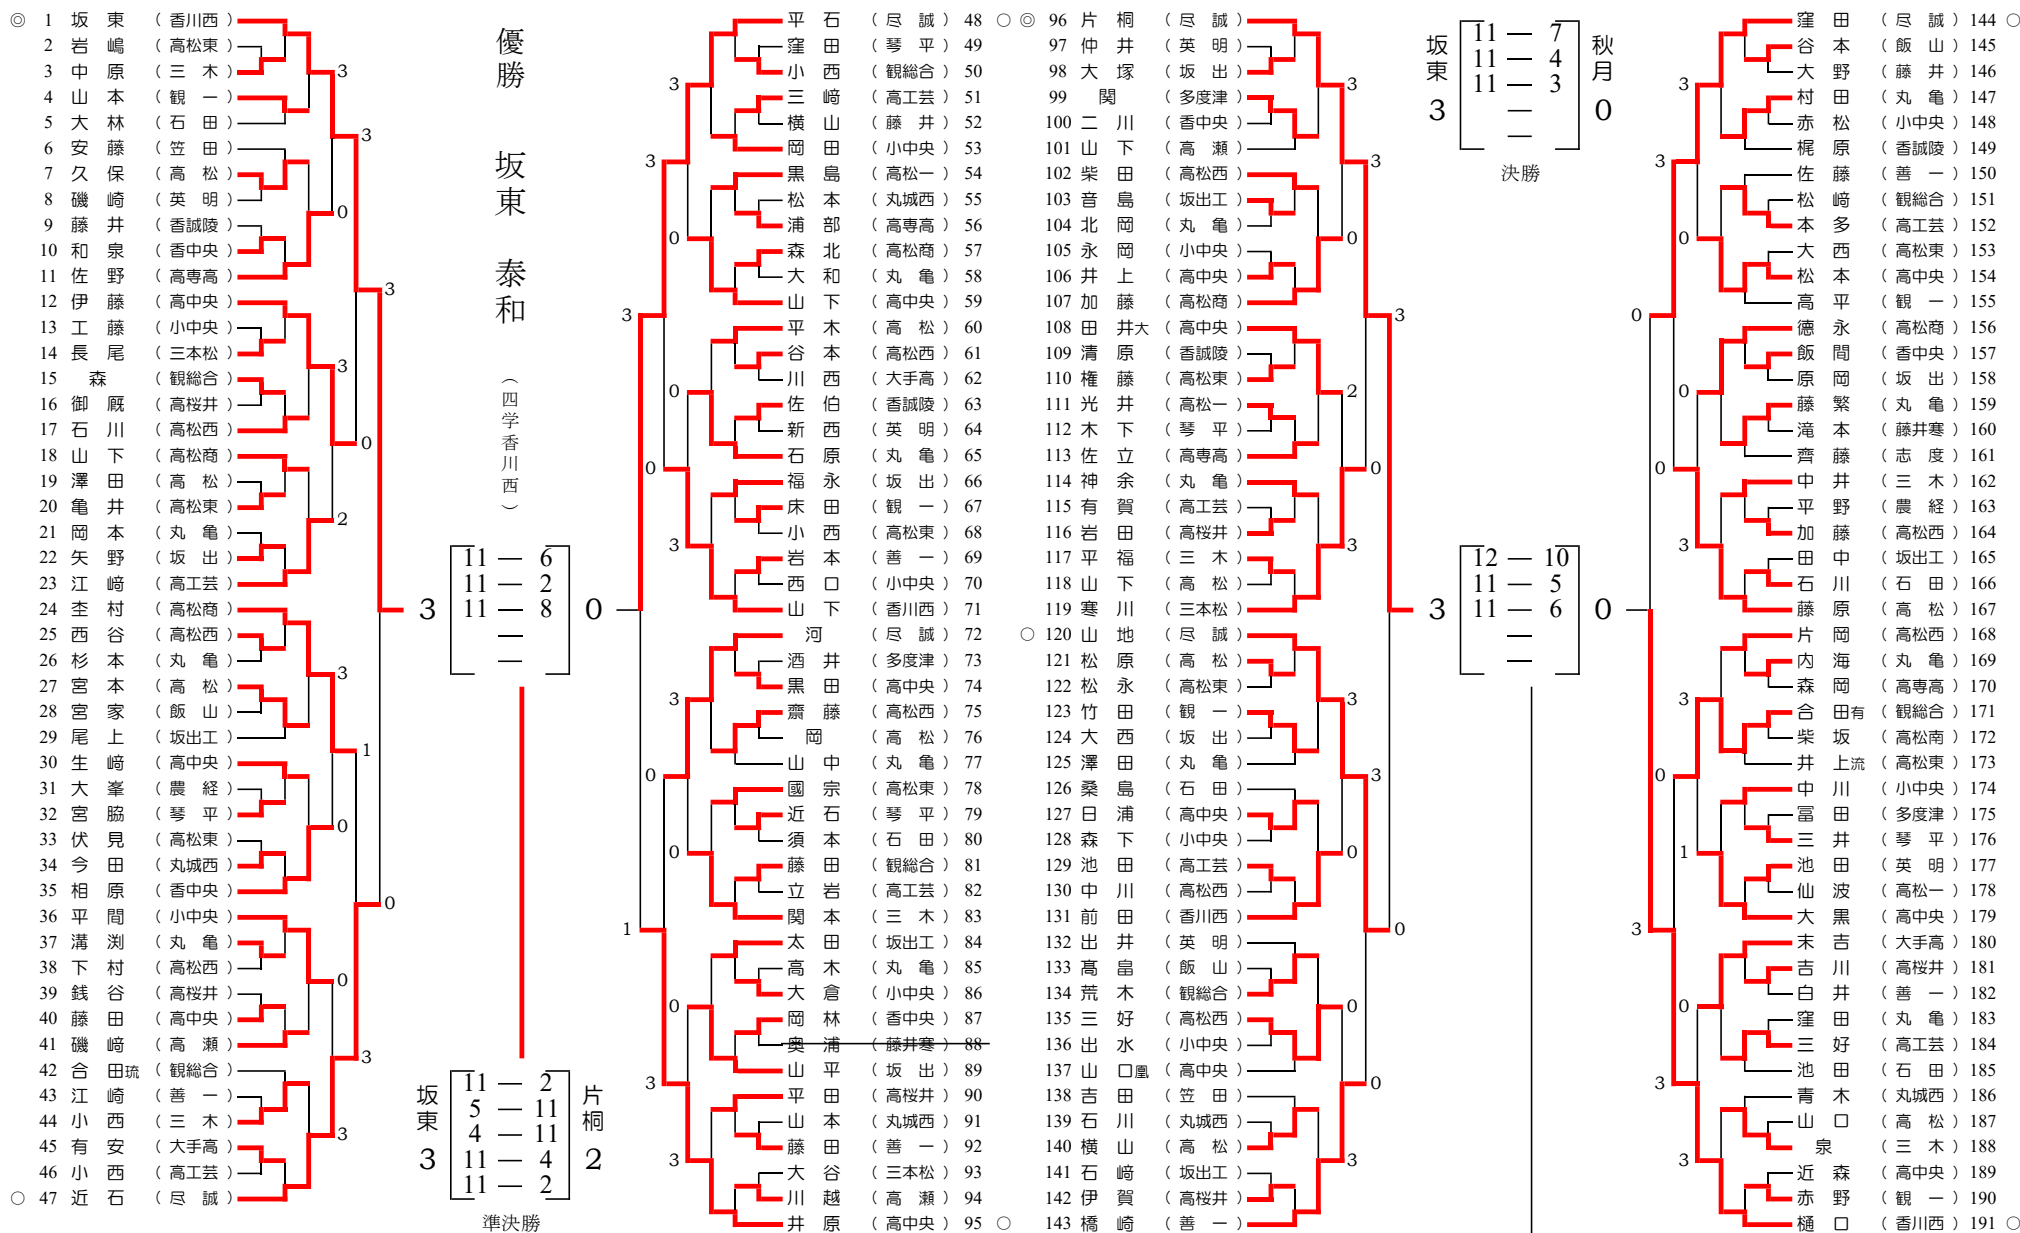 ◎ 1 坂東 (香川西)
2 岩嶋 (高松東)
3 中原 (三木)
4 山本 (観一)
5 大林 (石田)
6 安藤 (笠田)
7 久保 (高松)
8 磯崎 (英明)
9 藤井 (香誠陵)
10 和泉 (香中央)
11 佐野 (高専高)
12 伊藤 (高中央)
13 工藤 (小中央)
14 長尾 (三本松)
15 森 (観総合)
16 御厩 (高桜井)
17 石川 (高松西)
18 山下 (高松商)
19 澤田 (高松)
20 亀井 (高松東)
21 岡本 (丸亀)
22 矢野 (坂出)
23 江﨑 (高工芸)
24 杢村 (高松商)
25 西谷 (高松西)
26 杉本 (丸亀)
27 宮本 (高松)
28 宮家 (飯山)
29 尾上 (坂出工)
30 生﨑 (高中央)
31 大峯 (農経)
32 宮脇 (琴平)
33 伏見 (高松東)
34 今田 (丸城西)
35 相原 (香中央)
36 平間 (小中央)
37 溝渕 (丸亀)
38 下村 (高松西)
39 銭谷 (高桜井)
40 藤田 (高中央)
41 磯﨑 (高瀬)
42 合田琉 (観総合)
43 江崎 (善一)
44 小西 (三木)
45 有安 (大手高)
46 小西 (高工芸)
○ 47 近石 (尽誠)
3
3
0
3
3
0
2
3
3
1
0
0
0
3
3
優勝 坂東 泰和 (四学香川西)
3
11 — 6
11 — 2
11 — 8
—
—
0
坂東 3
11 — 2
5 — 11
4 — 11
11 — 4
11 — 2
片桐 2
準決勝
3
3
0
3
0
0
3
3
0
0
1
0
3
3
平石 (尽誠) 48 ○
窪田 (琴平) 49
小西 (観総合) 50
三﨑 (高工芸) 51
横山 (藤井) 52
岡田 (小中央) 53
黒島 (高松一) 54
松本 (丸城西) 55
浦部 (高専高) 56
森北 (高松商) 57
大和 (丸亀) 58
山下 (高中央) 59
平木 (高松) 60
谷本 (高松西) 61
川西 (大手高) 62
佐伯 (香誠陵) 63
新西 (英明) 64
石原 (丸亀) 65
福永 (坂出) 66
床田 (観一) 67
小西 (高松東) 68
岩本 (善一) 69
西口 (小中央) 70
山下 (香川西) 71
河 (尽誠) 72
酒井 (多度津) 73
黒田 (高中央) 74
齋藤 (高松西) 75
岡 (高松) 76
山中 (丸亀) 77
國宗 (高松東) 78
近石 (琴平) 79
須本 (石田) 80
藤田 (観総合) 81
立岩 (高工芸) 82
関本 (三木) 83
太田 (坂出工) 84
高木 (丸亀) 85
大倉 (小中央) 86
岡林 (香中央) 87
奥浦 (藤井寒) 88
山平 (坂出) 89
平田 (高桜井) 90
山本 (丸城西) 91
藤田 (善一) 92
大谷 (三本松) 93
川越 (高瀬) 94
井原 (高中央) 95 ○
◎ 96 片桐 (尽誠)
97 仲井 (英明)
98 大塚 (坂出)
99 関 (多度津)
100 二川 (香中央)
101 山下 (高瀬)
102 柴田 (高松西)
103 音島 (坂出工)
104 北岡 (丸亀)
105 永岡 (小中央)
106 井上 (高中央)
107 加藤 (高松商)
108 田井大 (高中央)
109 清原 (香誠陵)
110 権藤 (高松東)
111 光井 (高松一)
112 木下 (琴平)
113 佐立 (高専高)
114 神余 (丸亀)
115 有賀 (高工芸)
116 岩田 (高桜井)
117 平福 (三木)
118 山下 (高松)
119 寒川 (三本松)
○ 120 山地 (尽誠)
121 松原 (高松)
122 松永 (高松東)
123 竹田 (観一)
124 大西 (坂出)
125 澤田 (丸亀)
126 桑島 (石田)
127 日浦 (高中央)
128 森下 (小中央)
129 池田 (高工芸)
130 中川 (高松西)
131 前田 (香川西)
132 出井 (英明)
133 髙畠 (飯山)
134 荒木 (観総合)
135 三好 (高松西)
136 出水 (小中央)
137 山口凰 (高中央)
138 吉田 (笠田)
139 石川 (丸城西)
140 横山 (高松)
141 石﨑 (坂出工)
142 伊賀 (高桜井)
143 橋崎 (善一)
3
3
0
3
2
0
3
3
3
0
0
0
0
3
坂東 3
11 — 7
11 — 4
11 — 3
—
—
秋月 0
決勝
3
12 — 10
11 — 5
11 — 6
—
—
0
3
3
0
0
0
0
3
3
0
1
3
0
3
3
窪田 (尽誠) 144 ○
谷本 (飯山) 145
大野 (藤井) 146
村田 (丸亀) 147
赤松 (小中央) 148
梶原 (香誠陵) 149
佐藤 (善一) 150
松﨑 (観総合) 151
本多 (高工芸) 152
大西 (高松東) 153
松本 (高中央) 154
高平 (観一) 155
德永 (高松商) 156
飯間 (香中央) 157
原岡 (坂出) 158
藤繁 (丸亀) 159
滝本 (藤井寒) 160
齊藤 (志度) 161
中井 (三木) 162
平野 (農経) 163
加藤 (高松西) 164
田中 (坂出工) 165
石川 (石田) 166
藤原 (高松) 167
片岡 (高松西) 168
内海 (丸亀) 169
森岡 (高専高) 170
合田有 (観総合) 171
柴坂 (高松南) 172
井上流 (高松東) 173
中川 (小中央) 174
冨田 (多度津) 175
三井 (琴平) 176
池田 (英明) 177
仙波 (高松一) 178
大黒 (高中央) 179
末吉 (大手高) 180
吉川 (高桜井) 181
白井 (善一) 182
窪田 (丸亀) 183
三好 (高工芸) 184
池田 (石田) 185
青木 (丸城西) 186
山口 (高松) 187
泉 (三木) 188
近森 (高中央) 189
赤野 (観一) 190
樋口 (香川西) 191 ○